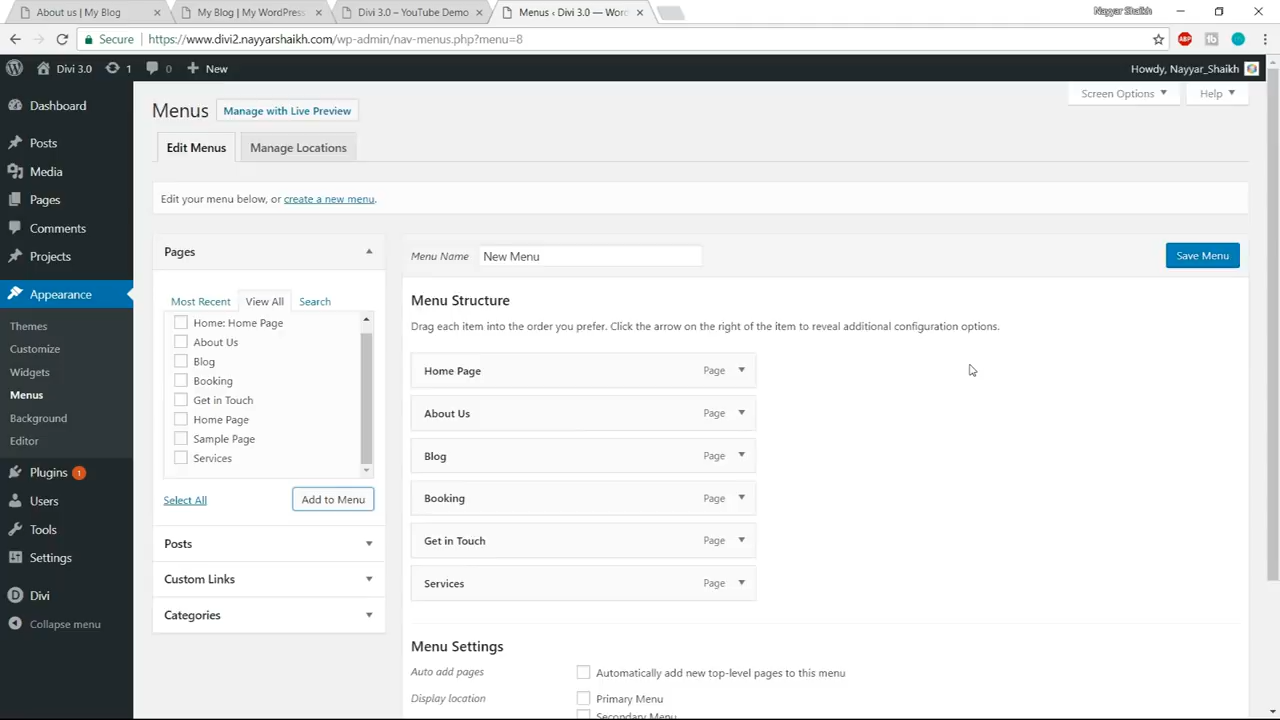 About us | My Blog
My Blog | My WordPress
Divi 3.0 – YouTube Demo
Menus ‹ Divi 3.0 — Word
Nayyar Shaikh
Secure
https://www.divi2.nayyarshaikh.com/wp-admin/nav-menus.php?menu=8
ABP
Divi 3.0
1
0
New
Howdy, Nayyar_Shaikh
Dashboard
Posts
Media
Pages
Comments
Projects
Appearance
Themes
Customize
Widgets
Menus
Background
Editor
Plugins 1
Users
Tools
Settings
Divi
Collapse menu
Menus
Manage with Live Preview
Screen Options
Help
Edit Menus
Manage Locations
Edit your menu below, or create a new menu.
Pages
Most Recent
View All
Search
Home: Home Page
About Us
Blog
Booking
Get in Touch
Home Page
Sample Page
Services
Select All
Add to Menu
Posts
Custom Links
Categories
Menu Name
New Menu
Save Menu
Menu Structure
Drag each item into the order you prefer. Click the arrow on the right of the item to reveal additional configuration options.
Home Page Page
About Us Page
Blog Page
Booking Page
Get in Touch Page
Services Page
Menu Settings
Auto add pages
Automatically add new top-level pages to this menu
Display location
Primary Menu
Secondary Menu